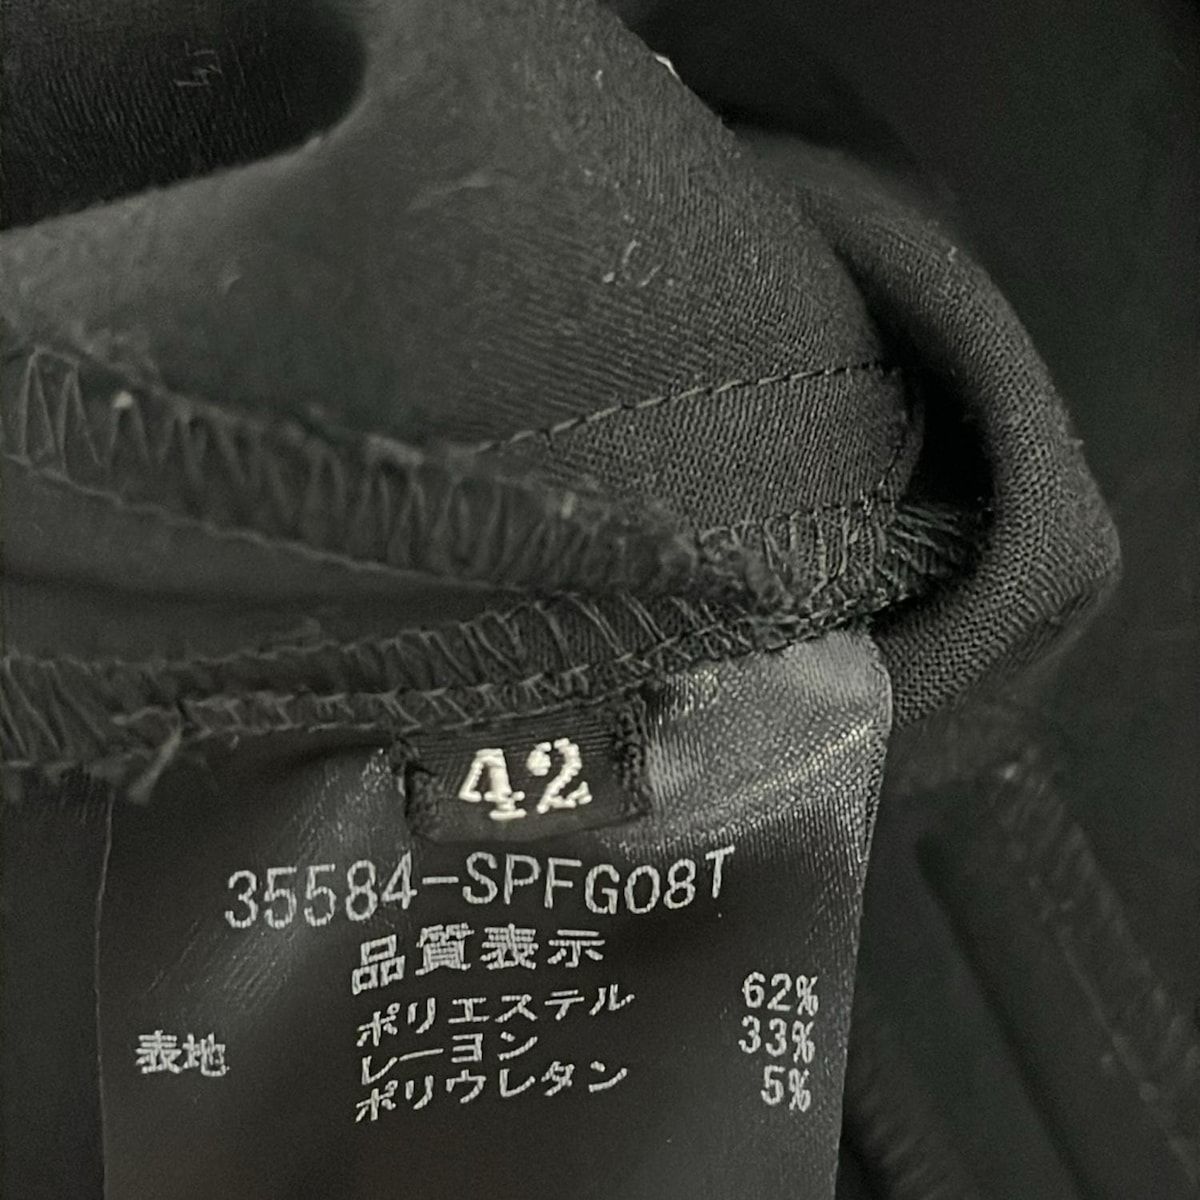 42
35584-SPFG08T
品質表示
表地 ポリエステル 62%
レーヨン 33%
ポリウレタン 5%